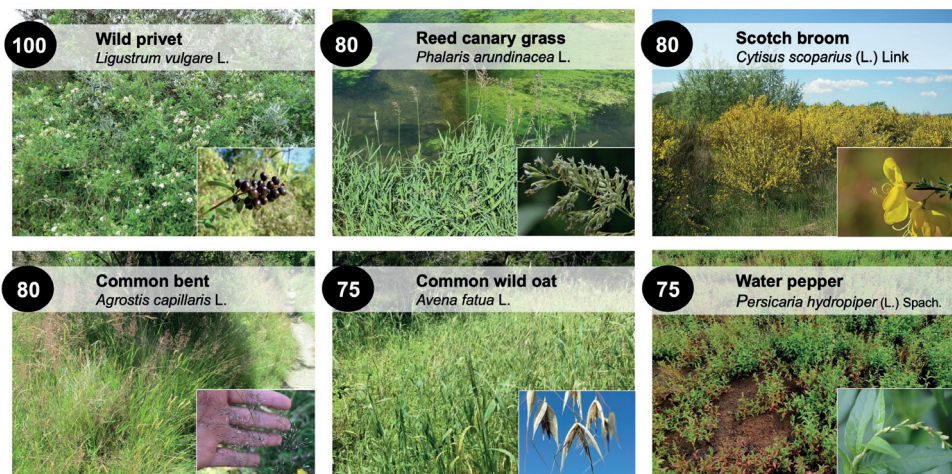 100
Wild privet
Ligustrum vulgare L.
80
Reed canary grass
Phalaris arundinacea L.
80
Scotch broom
Cytisus scoparius (L.) Link
80
Common bent
Agrostis capillaris L.
75
Common wild oat
Avena fatua L.
75
Water pepper
Persicaria hydropiper (L.) Spach.